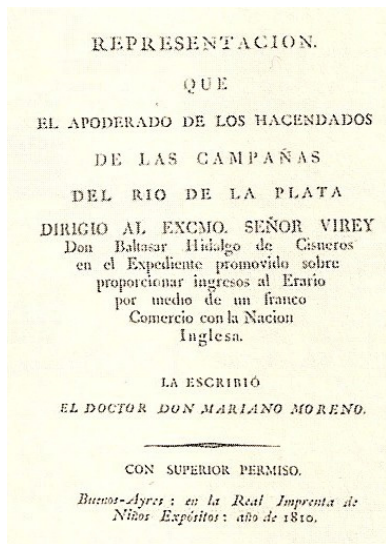 REPRESENTACION.
QUE
EL APODERADO DE LOS HACENDADOS
DE LAS CAMPAÑAS
DEL RIO DE LA PLATA
DIRIGIO AL EXCMO. SEÑOR VIREY
Don Baltasar Hidalgo de Cisneros
en el Expediente promovido sobre
proporcionar ingresos al Erario
por medio de un franco
Comercio con la Nacion
Inglesa.
LA ESCRIBIÓ
EL DOCTOR DON MARIANO MORENO.
CON SUPERIOR PERMISO.
Buenos-Ayres : en la Real Imprenta de
Niños Expósitos : año de 1810.